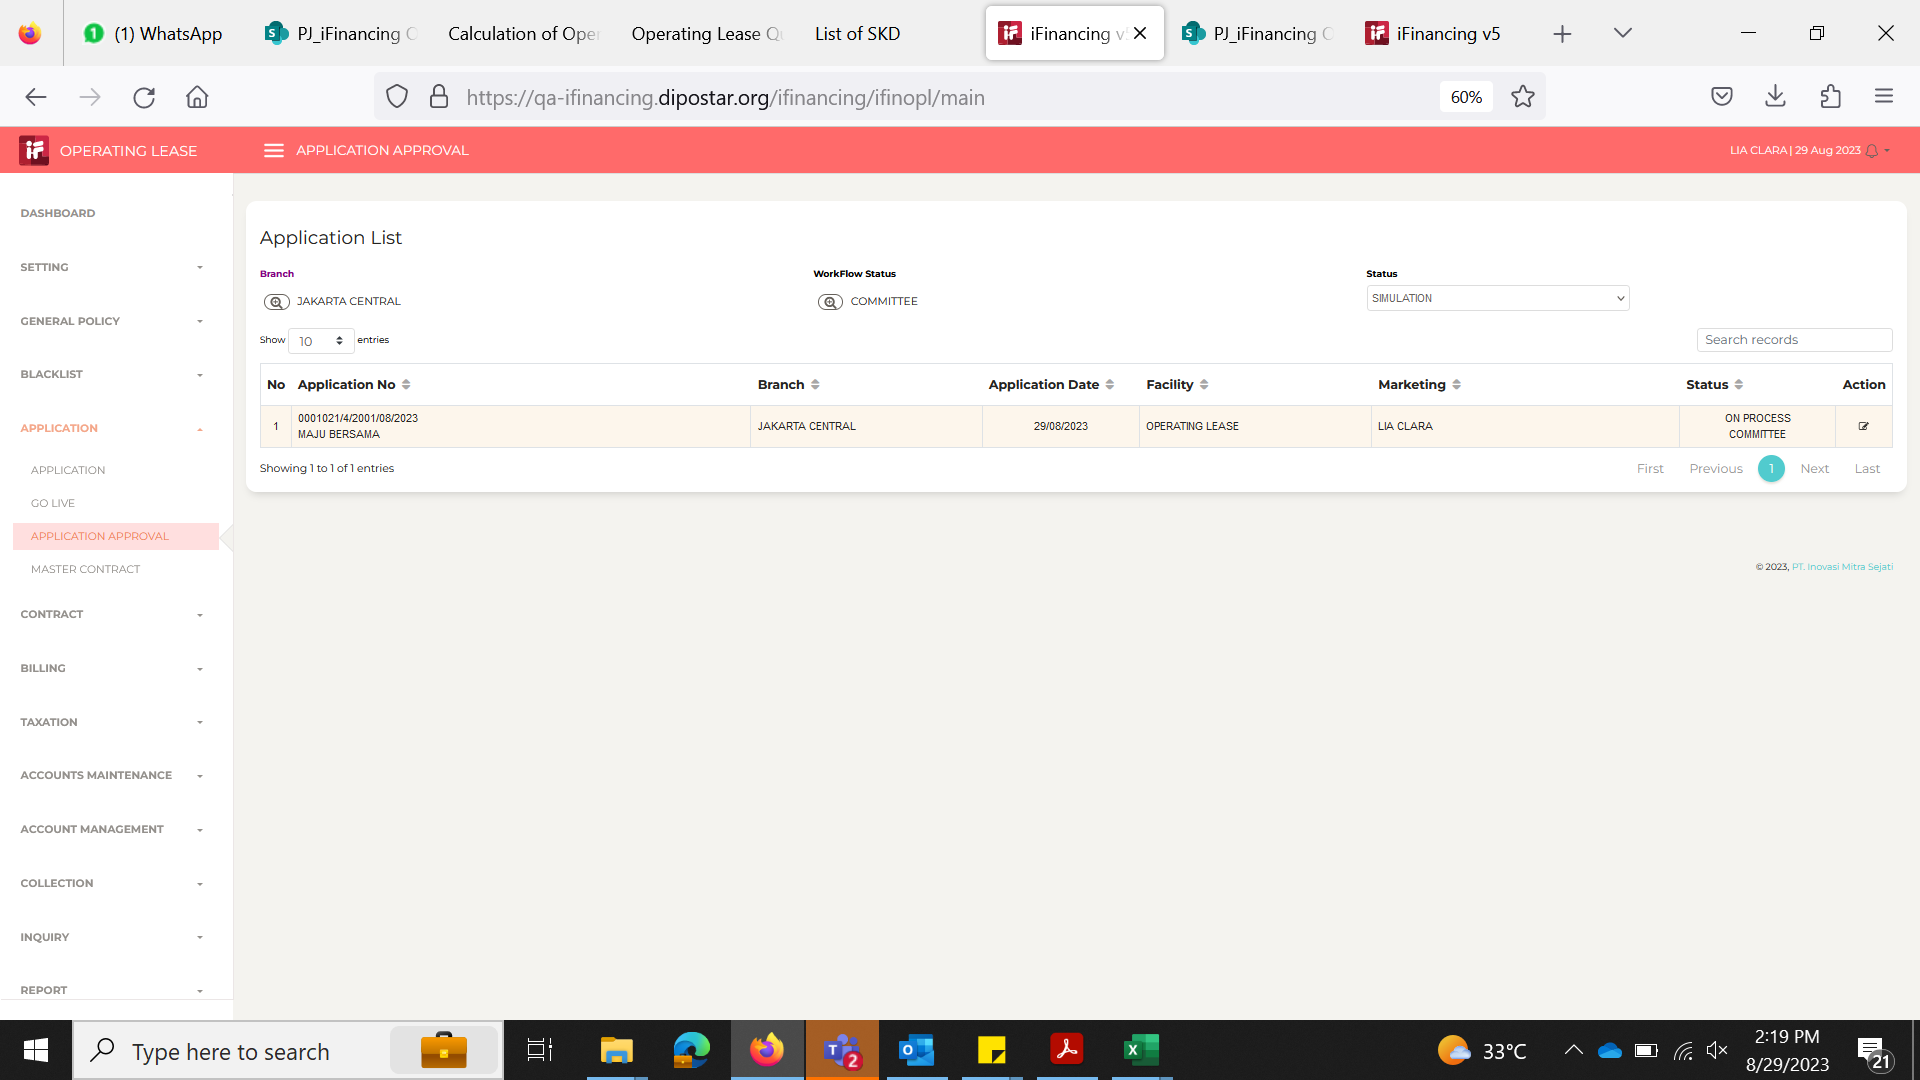 (1) WhatsApp
PJ_iFinancing
Calculation of Oper
Operating Lease
List of SKD
iFinancing
PJ_iFinancing
iFinancing v5
https://qa-ifinancing.dipostar.org/ifinancing/ifinopl/main
60%
iF OPERATING LEASE
APPLICATION APPROVAL
LIA CLARA | 29 Aug 2023
DASHBOARD
SETTING
GENERAL POLICY
BLACKLIST
APPLICATION
APPLICATION
GO LIVE
APPLICATION APPROVAL
MASTER CONTRACT
CONTRACT
BILLING
TAXATION
ACCOUNTS MAINTENANCE
ACCOUNT MANAGEMENT
COLLECTION
INQUIRY
REPORT
Application List
Branch WorkFlow Status Status
JAKARTA CENTRAL COMMITTEE SIMULATION
Show 10 entries Search records
No Application No Branch Application Date Facility Marketing Status Action
1 0001021/4/2001/08/2023 JAKARTA CENTRAL 29/08/2023 OPERATING LEASE LIA CLARA ON PROCESS
MAJU BERSAMA COMMITTEE
Showing 1 to 1 of 1 entries First Previous 1 Next Last
© 2023, PT. Inovasi Mitra Sejati
Type here to search
2
33°C
2:19 PM
8/29/2023
21